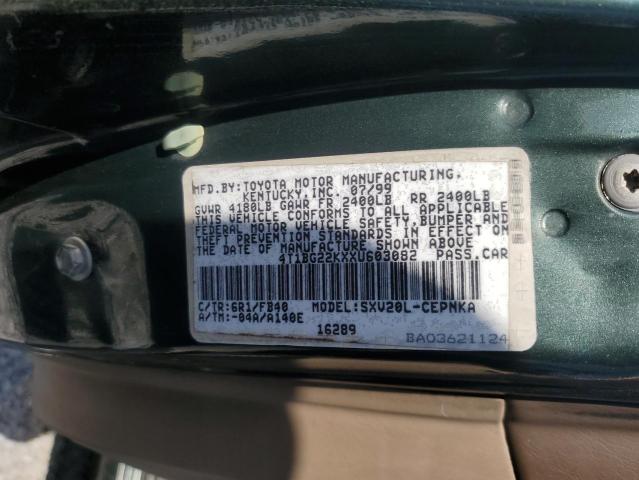 MFD.BY:TOYOTA MOTOR MANUFACTURING.
KENTUCKY,INC. 07/99
GVWR 4180LB GAWR FR 2400LB RR 2400LB
THIS VEHICLE CONFORMS TO ALL APPLICABLE
FEDERAL MOTOR VEHICLE SAFETY, BUMPER AND
THEFT PREVENTION STANDARDS IN EFFECT ON
THE DATE OF MANUFACTURE SHOWN ABOVE
4T1BG22KXXU603082 PASS.CAR
C/TR:6R1/FB40 MODEL:SXV20L-CEPNKA
A/TM:-04A/A140E
16289
BA03621124